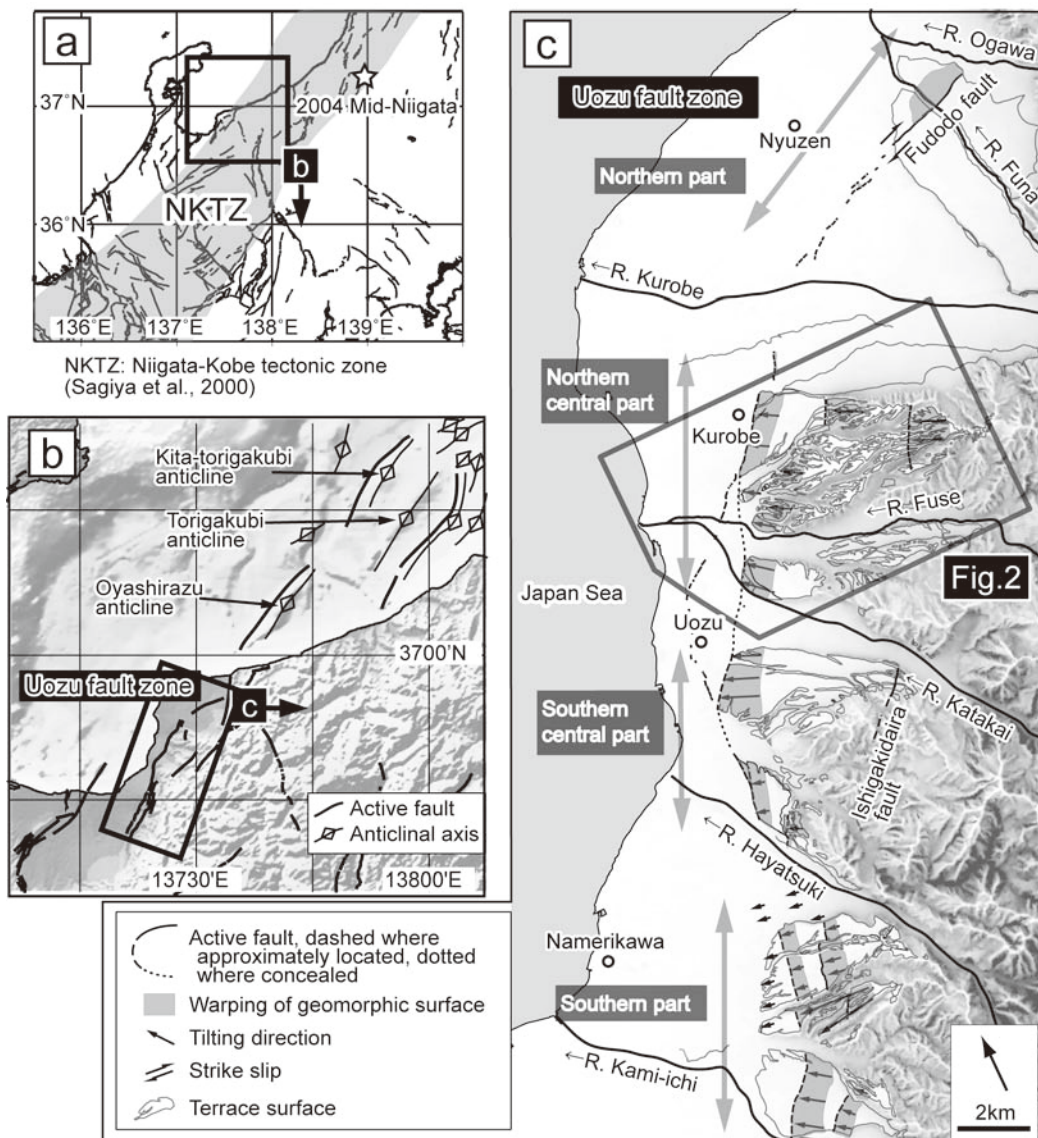 a
37°N
36°N
2004 Mid-Niigata
b
NKTZ
136°E
137°E
138°E
139°E
NKTZ: Niigata-Kobe tectonic zone
(Sagiya et al., 2000)
b
Kita-torigakubi
anticline
Torigakubi
anticline
Oyashirazu
anticline
3700'N
Uozu fault zone
c
Active fault
Anticlinal axis
13730'E
13800'E
Active fault, dashed where
approximately located, dotted
where concealed
Warping of geomorphic surface
Tilting direction
Strike slip
Terrace surface
c
←R. Ogawa
Uozu fault zone
Nyuzen
Fudodo fault
←R. Funa
Northern part
←R. Kurobe
Northern
central part
Kurobe
←R. Fuse
Fig.2
Japan Sea
Uozu
←R. Katakai
Southern
central part
Ishigakidaira
fault
←R. Hayatsuki
Namerikawa
Southern part
←R. Kami-ichi
2km